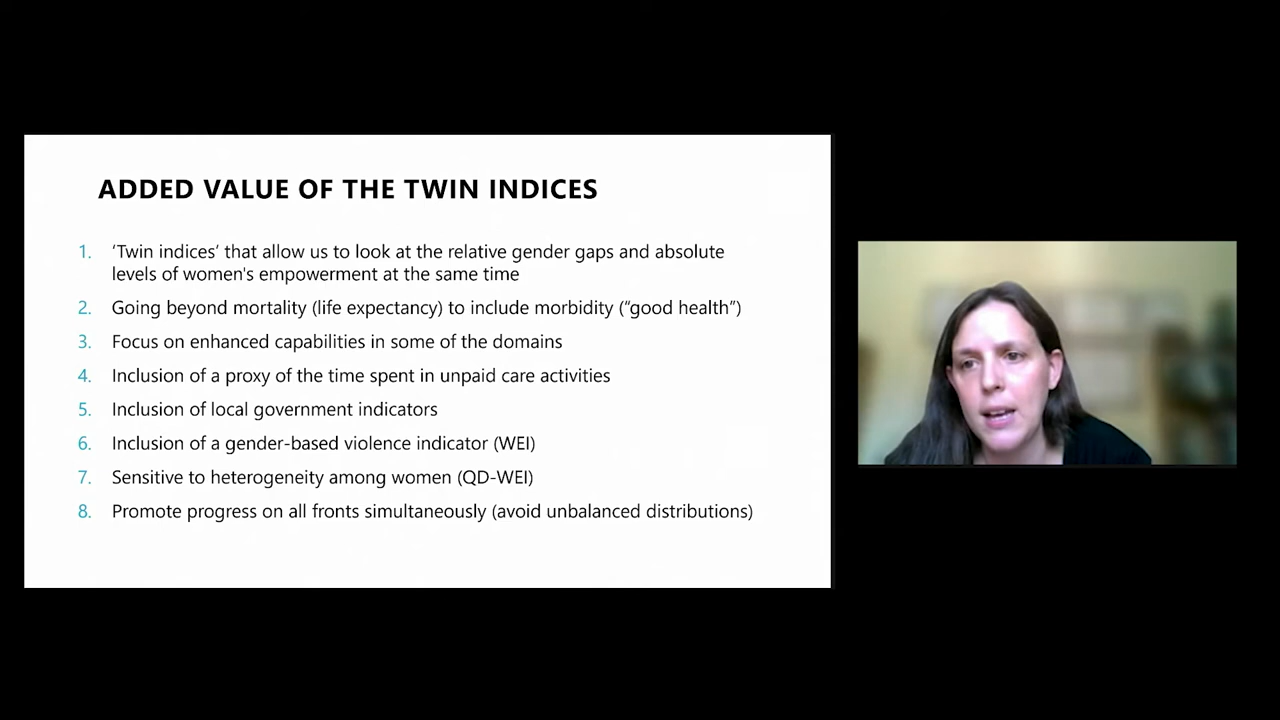 ADDED VALUE OF THE TWIN INDICES
1. ‘Twin indices’ that allow us to look at the relative gender gaps and absolute
levels of women's empowerment at the same time
2. Going beyond mortality (life expectancy) to include morbidity (“good health”)
3. Focus on enhanced capabilities in some of the domains
4. Inclusion of a proxy of the time spent in unpaid care activities
5. Inclusion of local government indicators
6. Inclusion of a gender-based violence indicator (WEI)
7. Sensitive to heterogeneity among women (QD-WEI)
8. Promote progress on all fronts simultaneously (avoid unbalanced distributions)